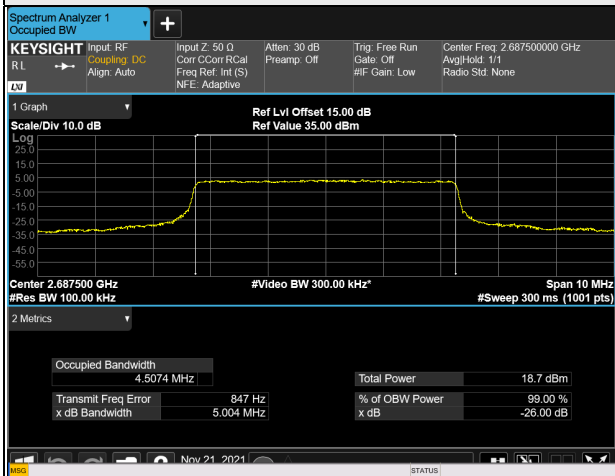 Spectrum Analyzer 1
Occupied BW
+
KEYSIGHT
R L
LXI
Input: RF
Coupling: DC
Align: Auto
Input Z: 50 Ω
Corr CCorr RCal
Freq Ref: Int (S)
NFE: Adaptive
Atten: 30 dB
Preamp: Off
Trig: Free Run
Gate: Off
#IF Gain: Low
Center Freq: 2.687500000 GHz
Avg|Hold: 1/1
Radio Std: None
1 Graph
Scale/Div 10.0 dB
Ref Lvl Offset 15.00 dB
Ref Value 35.00 dBm
Log
25.0
15.0
5.00
-5.00
-15.0
-25.0
-35.0
-45.0
-55.0
Center 2.687500 GHz
#Video BW 300.00 kHz*
Span 10 MHz
#Res BW 100.00 kHz
#Sweep 300 ms (1001 pts)
2 Metrics
Occupied Bandwidth
4.5074 MHz
Total Power 18.7 dBm
Transmit Freq Error 847 Hz
% of OBW Power 99.00 %
x dB Bandwidth 5.004 MHz
x dB -26.00 dB
Nov 21, 2021
MSG
STATUS